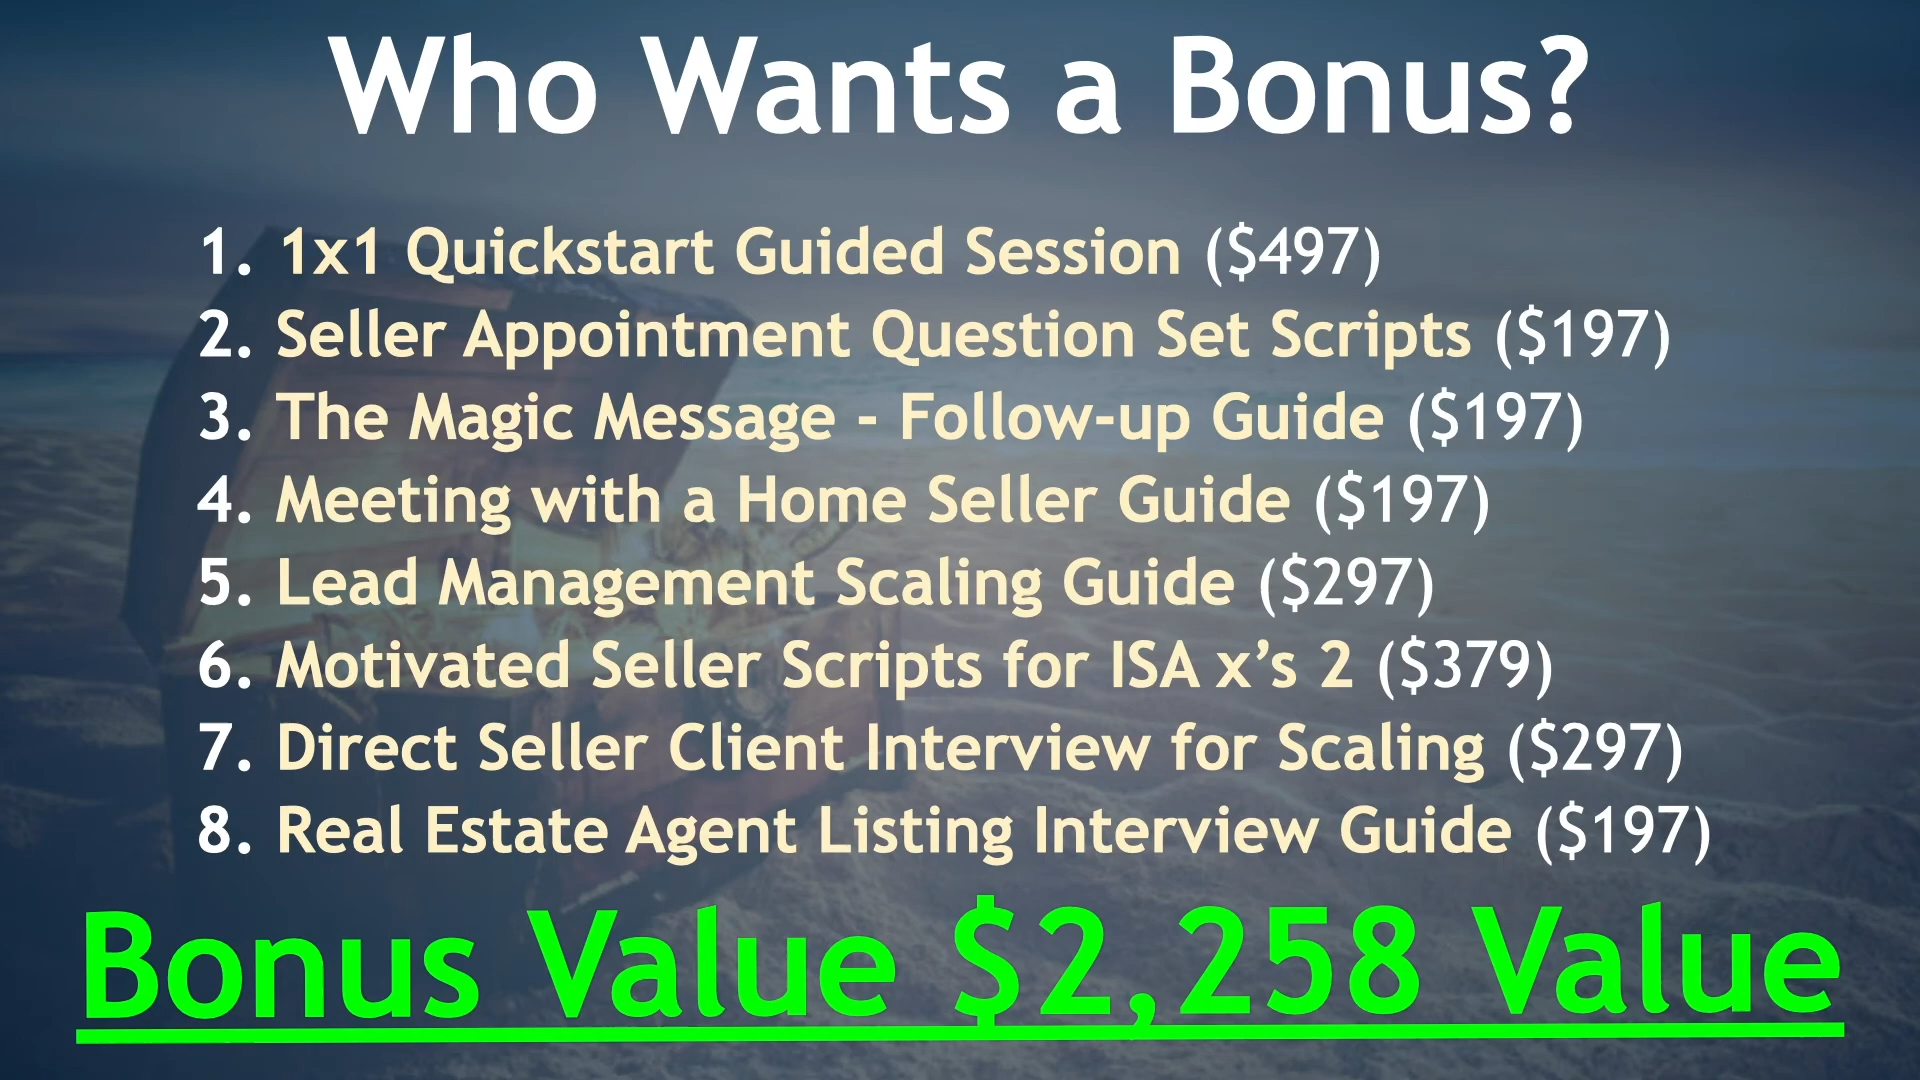 Who Wants a Bonus?
1. 1x1 Quickstart Guided Session ($497)
2. Seller Appointment Question Set Scripts ($197)
3. The Magic Message - Follow-up Guide ($197)
4. Meeting with a Home Seller Guide ($197)
5. Lead Management Scaling Guide ($297)
6. Motivated Seller Scripts for ISA x’s 2 ($379)
7. Direct Seller Client Interview for Scaling ($297)
8. Real Estate Agent Listing Interview Guide ($197)
Bonus Value $2,258 Value